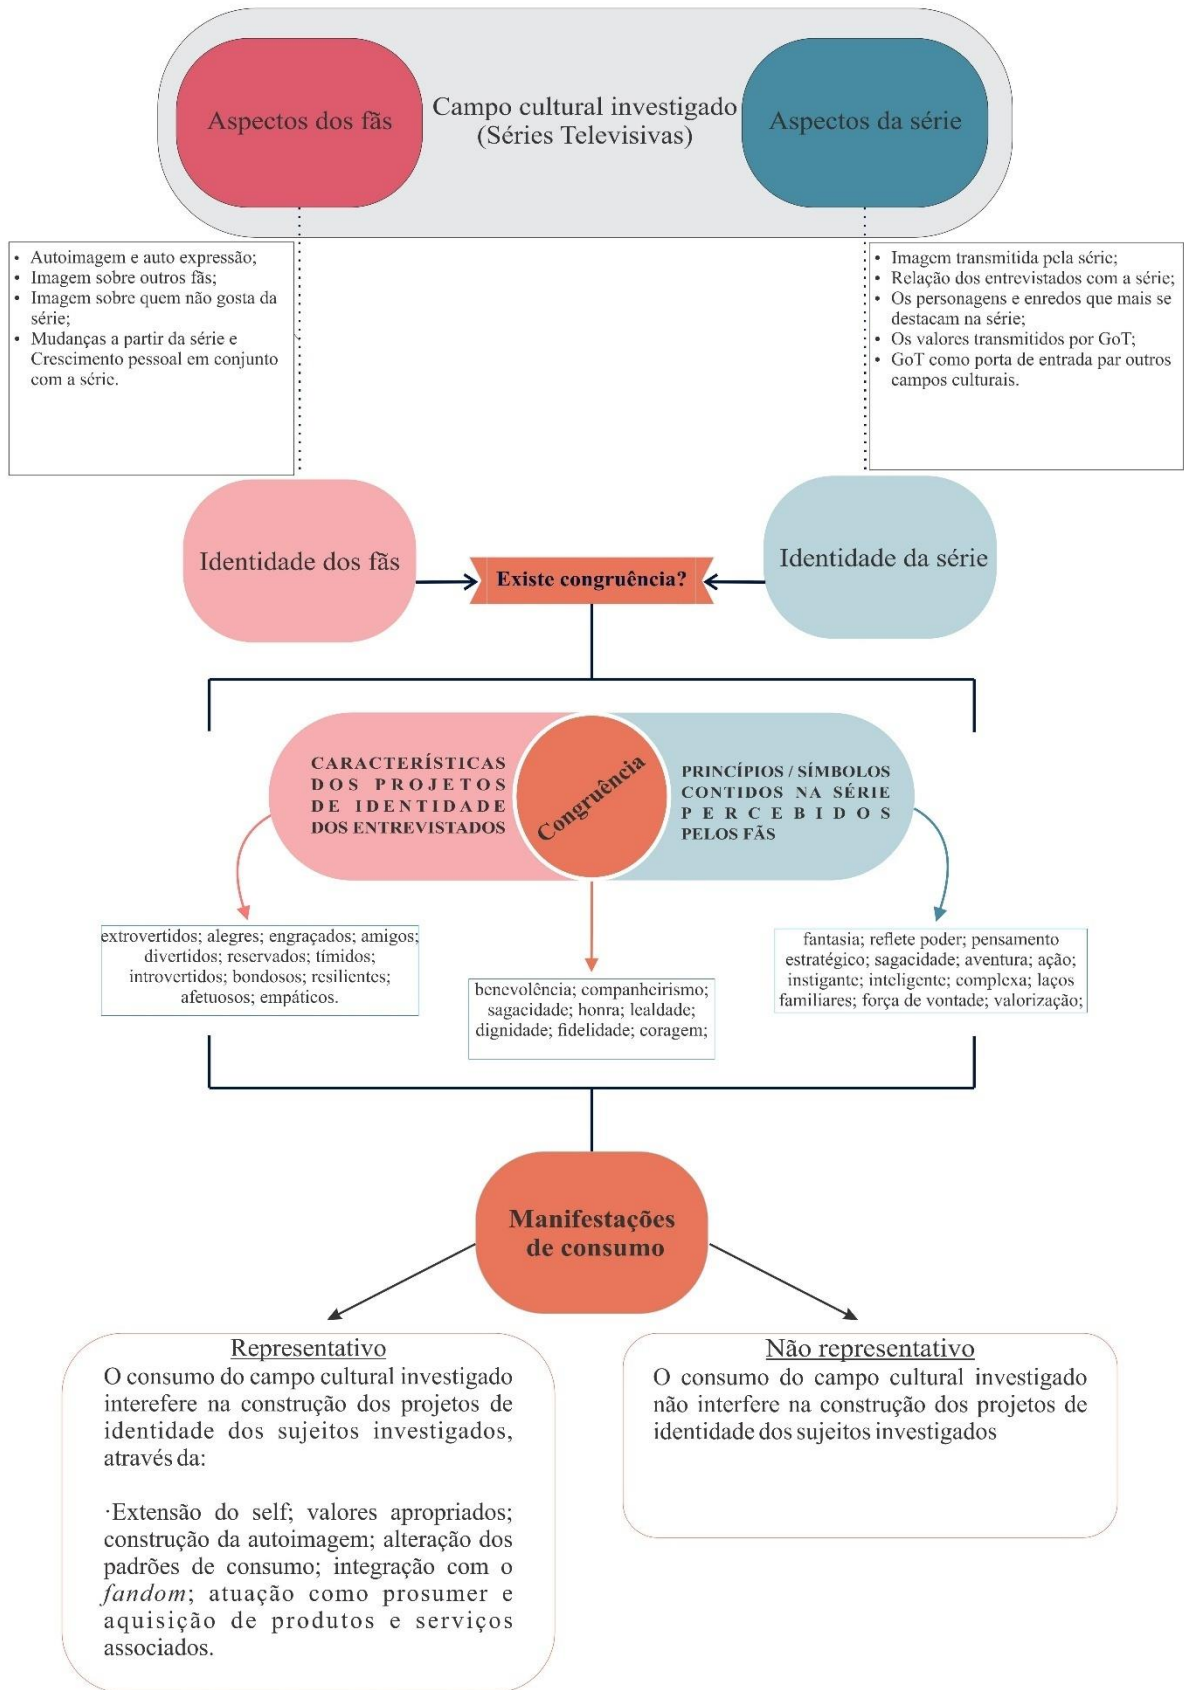 Aspectos dos fãs
Campo cultural investigado
(Séries Televisivas)
Aspectos da série
• Autoimagem e auto expressão;
• Imagem sobre outros fãs;
• Imagem sobre quem não gosta da
série;
• Mudanças a partir da série e
Crescimento pessoal em conjunto
com a série.
• Imagem transmitida pela série;
• Relação dos entrevistados com a série;
• Os personagens e enredos que mais se
destacam na série;
• Os valores transmitidos por GoT;
• GoT como porta de entrada par outros
campos culturais.
Identidade dos fãs
Existe congruência?
Identidade da série
CARACTERÍSTICAS
DOS PROJETOS
DE IDENTIDADE
DOS ENTREVISTADOS
Congruência
PRINCÍPIOS / SÍMBOLOS
CONTIDOS NA SÉRIE
PERCEBIDOS
PELOS FÃS
extrovertidos; alegres; engraçados; amigos;
divertidos; reservados; tímidos;
introvertidos; bondosos; resilientes;
afetuosos; empáticos.
benevolência; companheirismo;
sagacidade; honra; lealdade;
dignidade; fidelidade; coragem;
fantasia; reflete poder; pensamento
estratégico; sagacidade; aventura; ação;
instigante; inteligente; complexa; laços
familiares; força de vontade; valorização;
Manifestações
de consumo
Representativo
O consumo do campo cultural investigado
interefere na construção dos projetos de
identidade dos sujeitos investigados,
através da:
·Extensão do self; valores apropriados;
construção da autoimagem; alteração dos
padrões de consumo; integração com o
fandom; atuação como prosumer e
aquisição de produtos e serviços
associados.
Não representativo
O consumo do campo cultural investigado
não interfere na construção dos projetos de
identidade dos sujeitos investigados